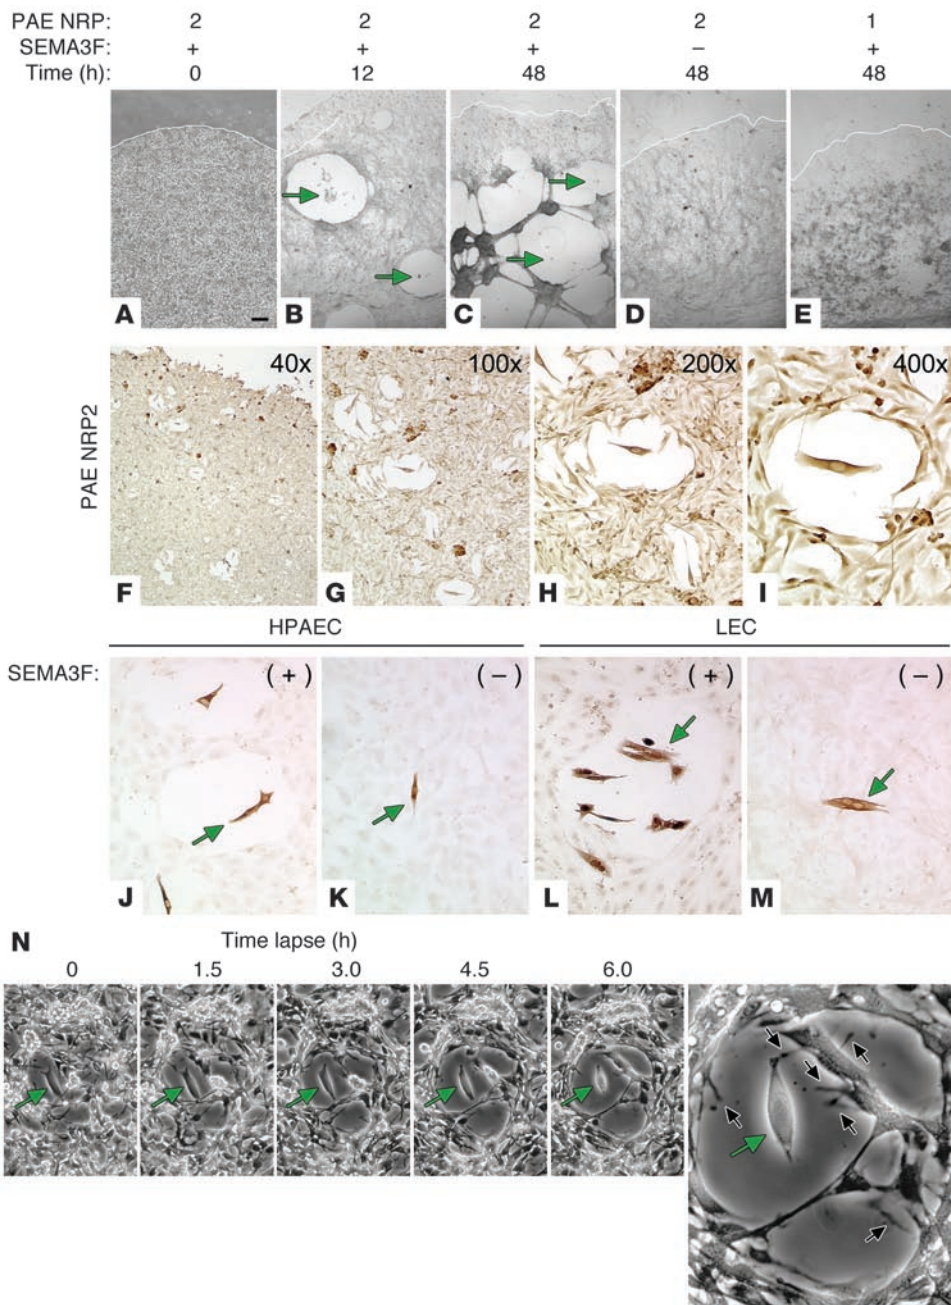 PAE NRP: 2 2 2 2 1
SEMA3F: + + + – +
Time (h): 0 12 48 48 48
A B C D E
PAE NRP2
40x 100x 200x 400x
F G H I
HPAEC LEC
SEMA3F: (+) (–) (+) (–)
J K L M
N Time lapse (h)
0 1.5 3.0 4.5 6.0